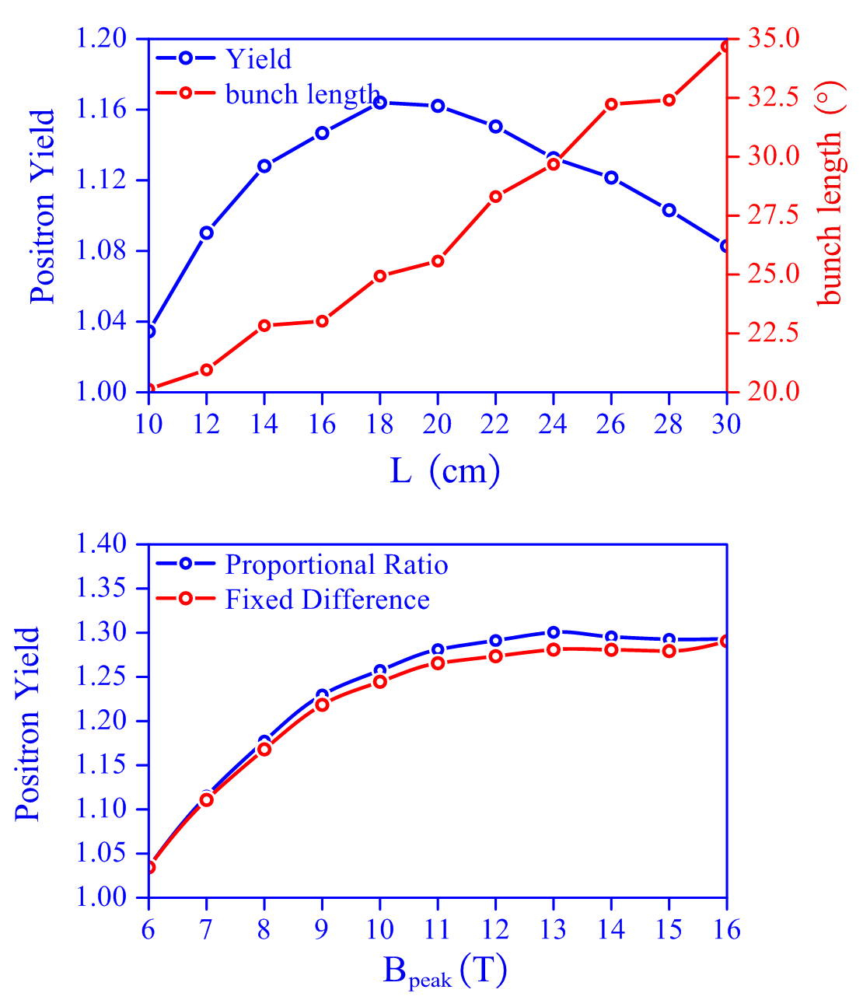 Yield
bunch length
Positron Yield
1.20
1.16
1.12
1.08
1.04
1.00
35.0
32.5
30.0
27.5
25.0
22.5
20.0
bunch length (°)
10 12 14 16 18 20 22 24 26 28 30
L (cm)
Proportional Ratio
Fixed Difference
Positron Yield
1.40
1.35
1.30
1.25
1.20
1.15
1.10
1.05
1.00
6 7 8 9 10 11 12 13 14 15 16
Bpeak (T)